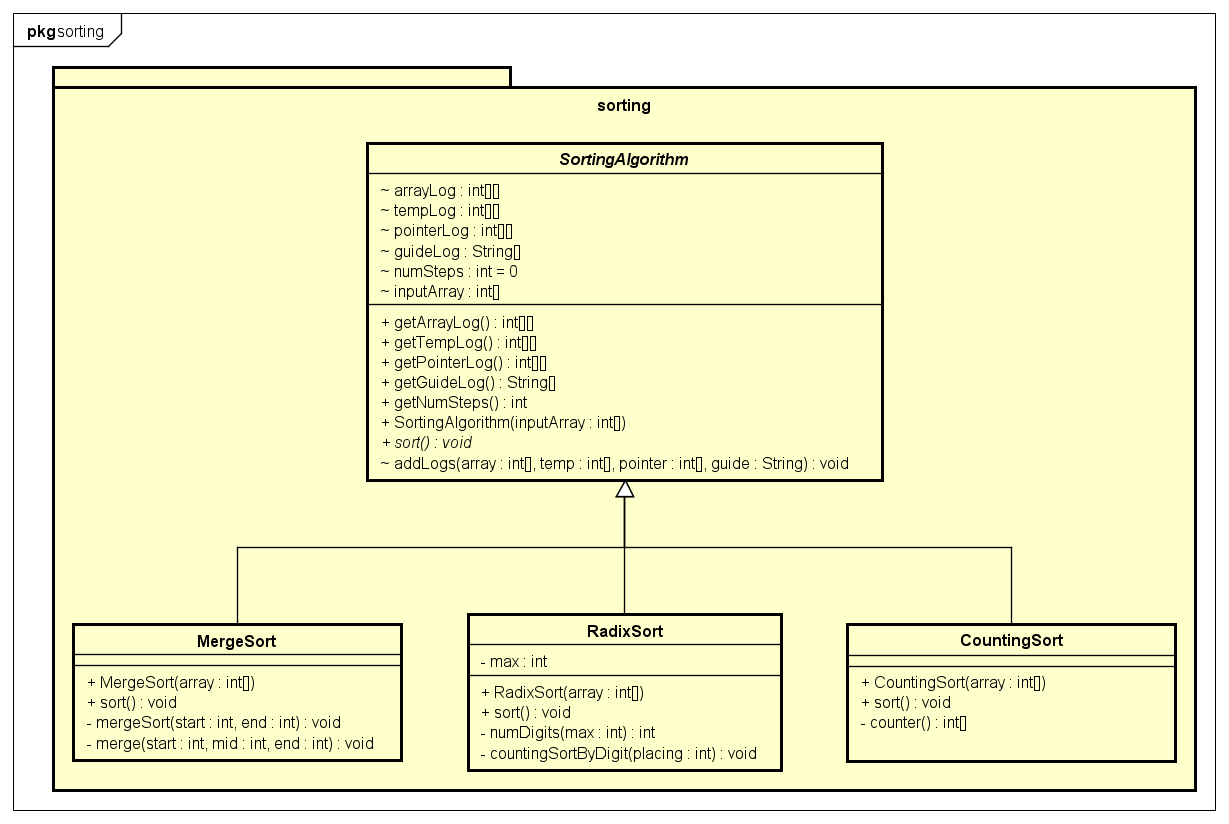 pkg sorting
sorting
SortingAlgorithm
~ arrayLog : int[][]
~ tempLog : int[][]
~ pointerLog : int[][]
~ guideLog : String[]
~ numSteps : int = 0
~ inputArray : int[]
+ getArrayLog() : int[][]
+ getTempLog() : int[][]
+ getPointerLog() : int[][]
+ getGuideLog() : String[]
+ getNumSteps() : int
+ SortingAlgorithm(inputArray : int[])
+ sort() : void
~ addLogs(array : int[], temp : int[], pointer : int[], guide : String) : void
MergeSort
+ MergeSort(array : int[])
+ sort() : void
- mergeSort(start : int, end : int) : void
- merge(start : int, mid : int, end : int) : void
RadixSort
- max : int
+ RadixSort(array : int[])
+ sort() : void
- numDigits(max : int) : int
- countingSortByDigit(placing : int) : void
CountingSort
+ CountingSort(array : int[])
+ sort() : void
- counter() : int[]